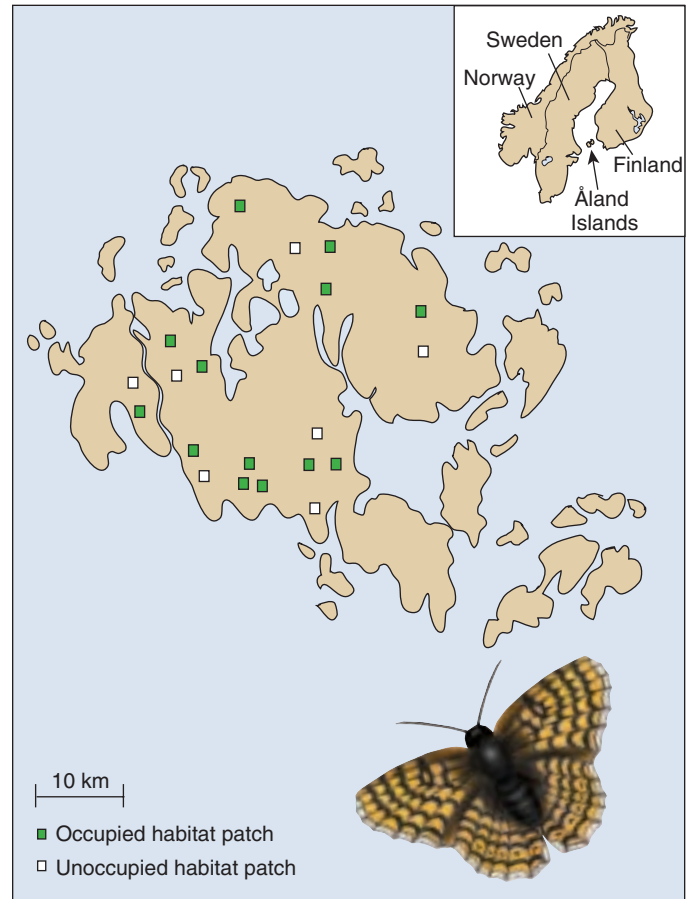 Sweden
Norway
Finland
Åland
Islands
10 km
Occupied habitat patch
Unoccupied habitat patch